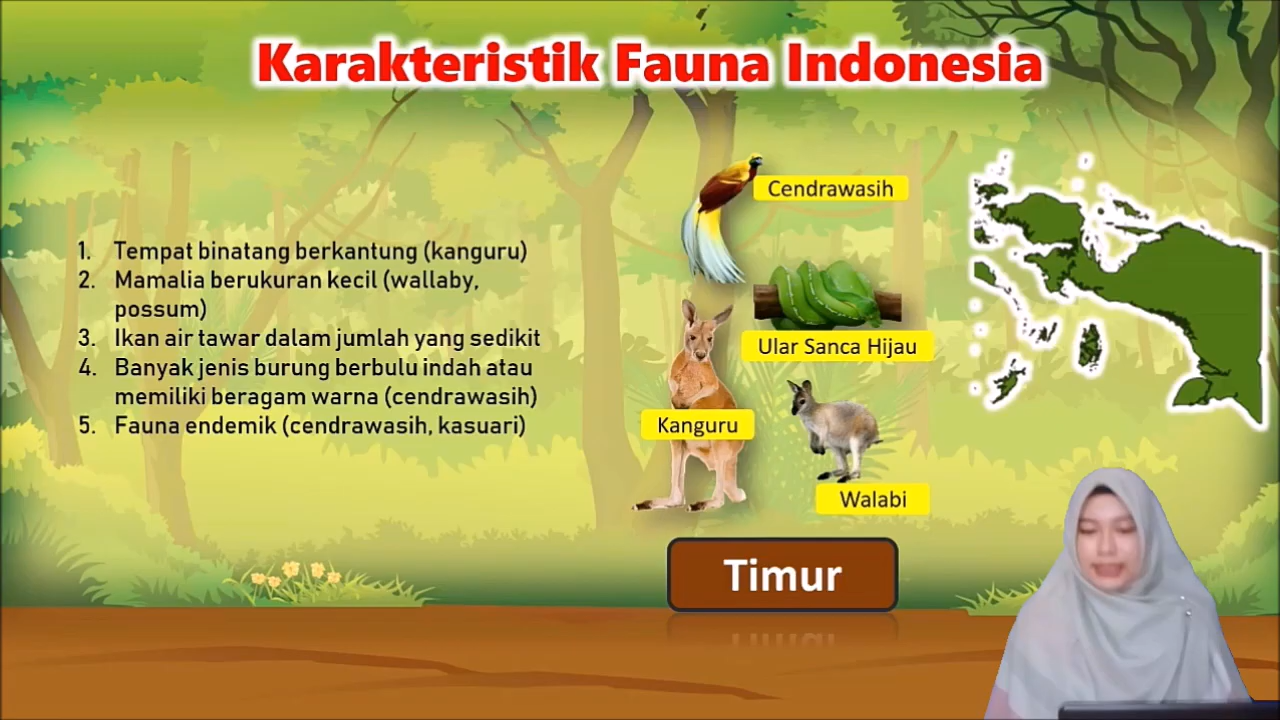 Karakteristik Fauna Indonesia
1. Tempat binatang berkantung (kanguru)
2. Mamalia berukuran kecil (wallaby,
possum)
3. Ikan air tawar dalam jumlah yang sedikit
4. Banyak jenis burung berbulu indah atau
memiliki beragam warna (cendrawasih)
5. Fauna endemik (cendrawasih, kasuari)
Cendrawasih
Ular Sanca Hijau
Kanguru
Walabi
Timur